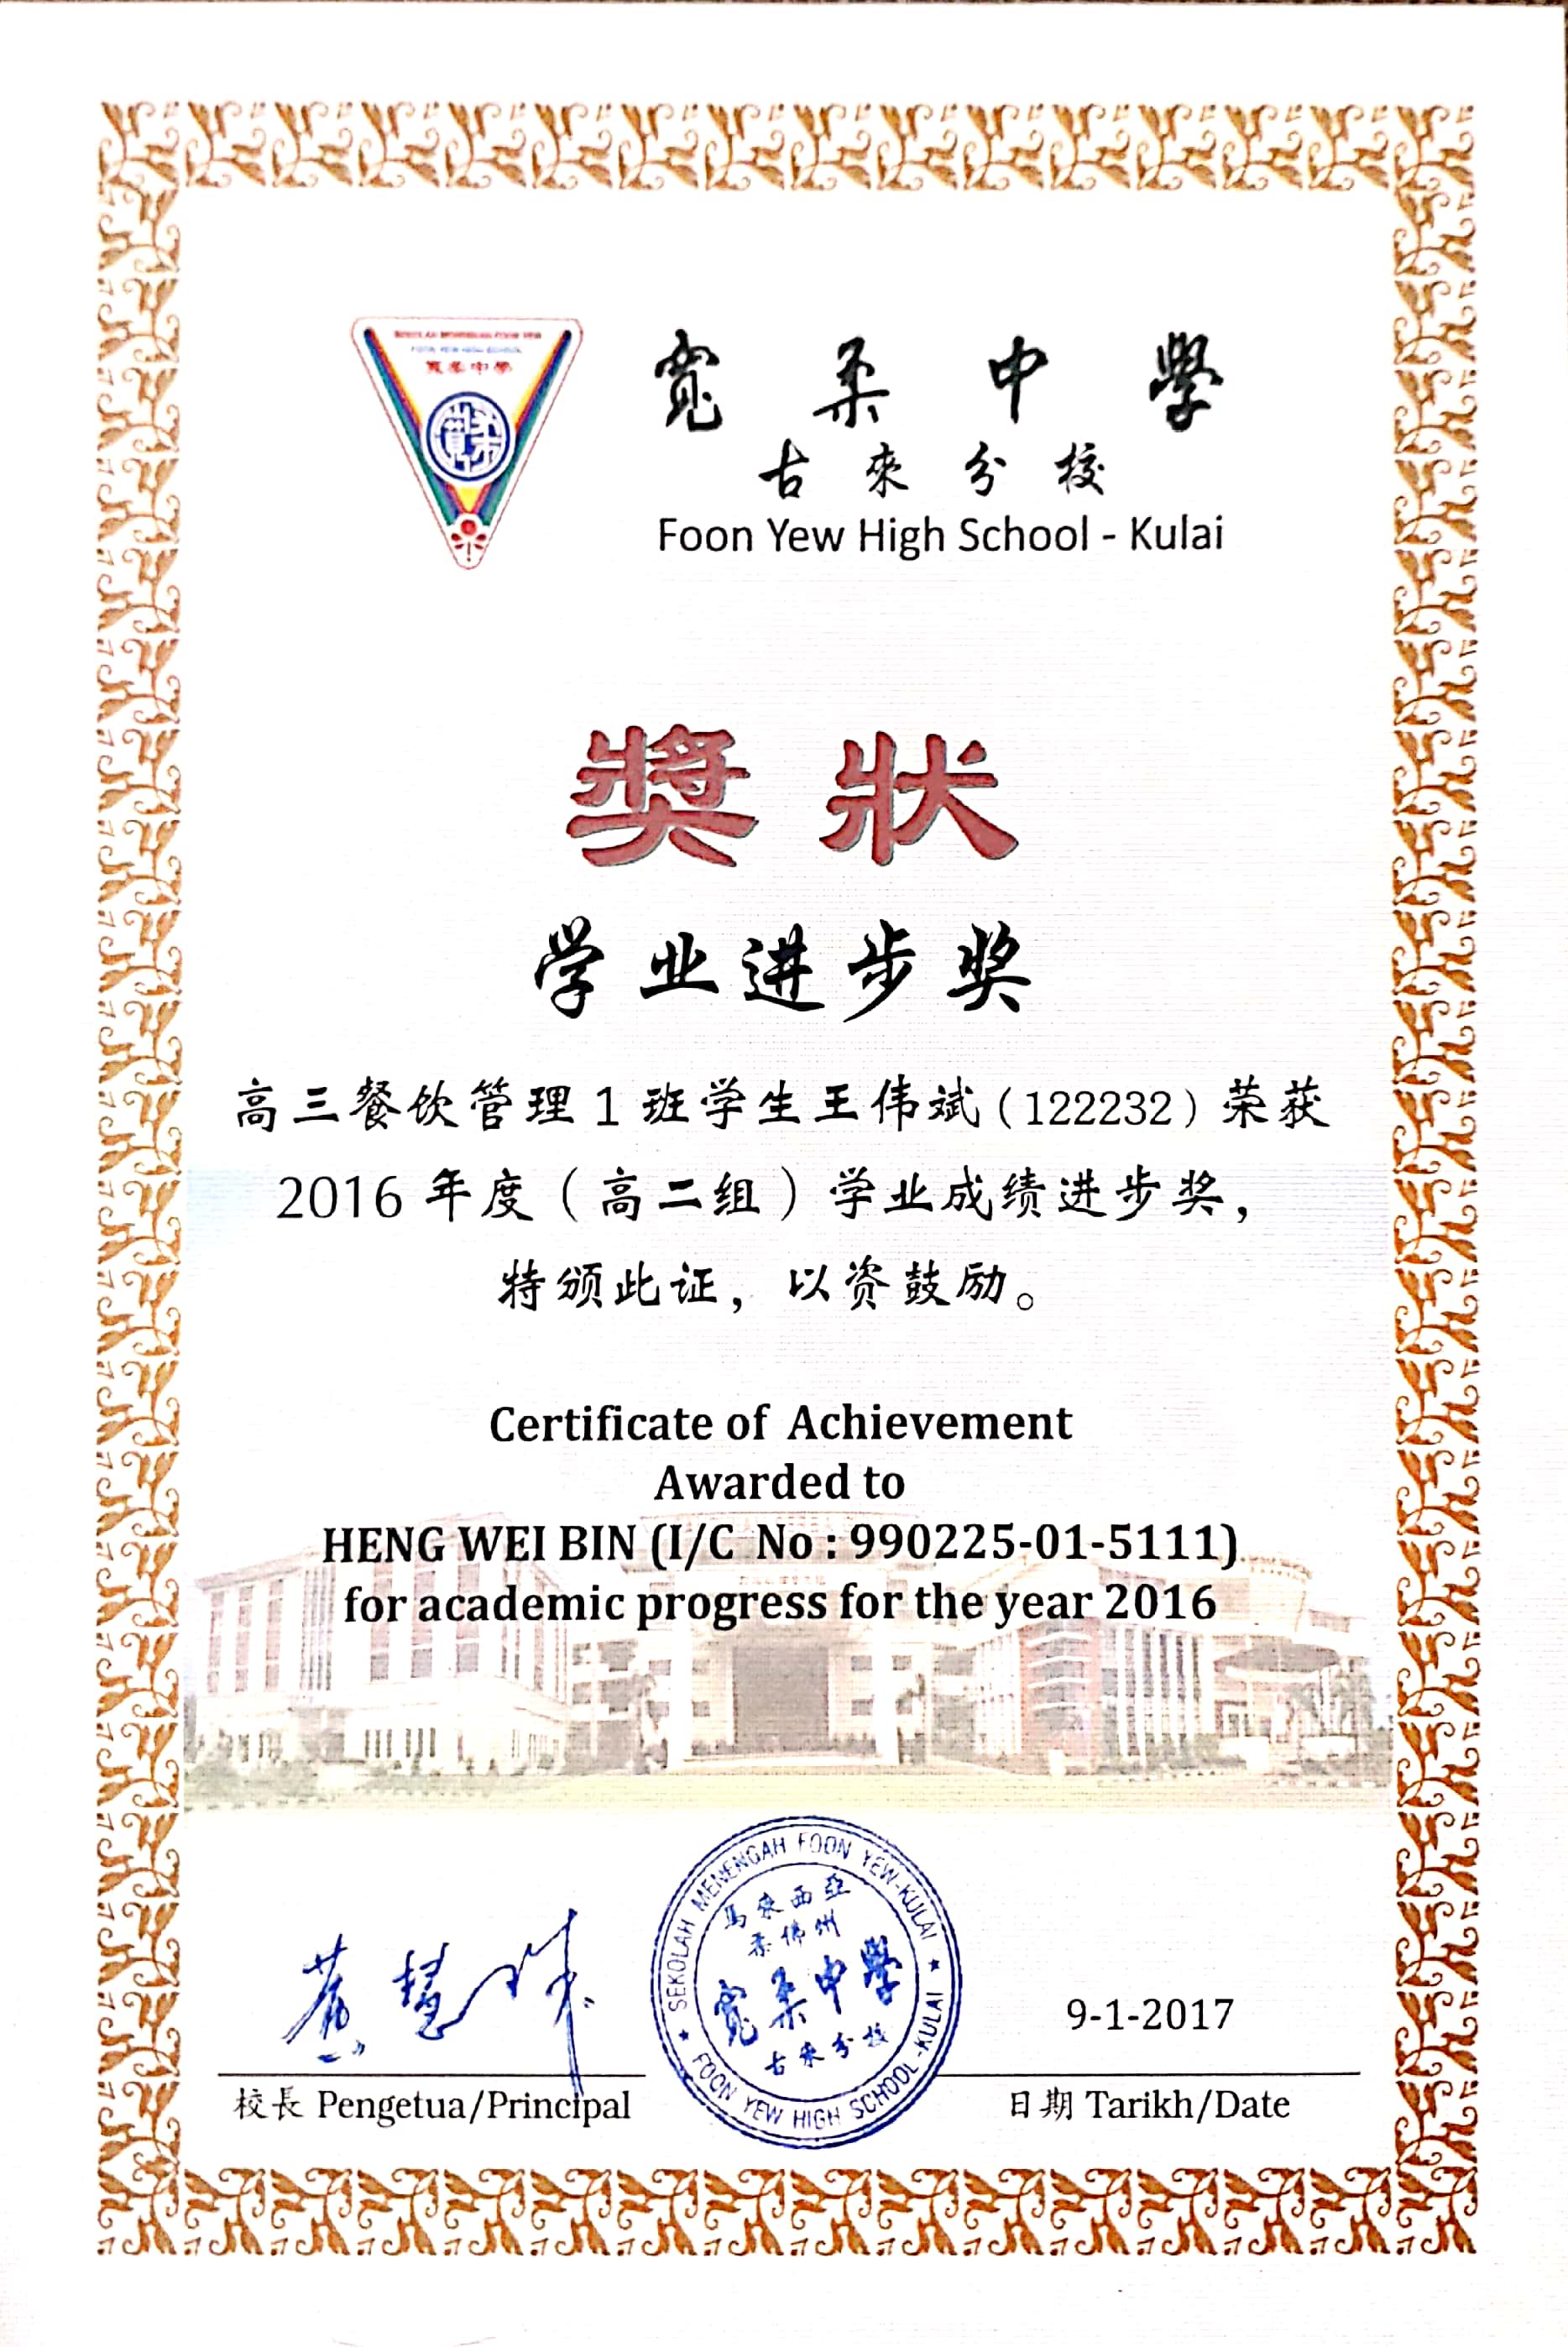 SEKOLAH MENENGAH FOON YEW
FOON YEW HIGH SCHOOL
寬柔中學
寬柔
寬柔中學
古來分校
Foon Yew High School - Kulai
獎狀
学业进步奖
高三餐饮管理1班学生王伟斌(122232)荣获
2016年度(高二组)学业成绩进步奖,
特颁此证,以资鼓励。
Certificate of Achievement
Awarded to
HENG WEI BIN (I/C No : 990225-01-5111)
for academic progress for the year 2016
SEKOLAH MENENGAH FOON YEW-KULAI
馬來西亞
柔佛州
寬柔中學
古來分校
FOON YEW HIGH SCHOOL-KULAI
黃慧珠
9-1-2017
校長 Pengetua/Principal
日期 Tarikh/Date